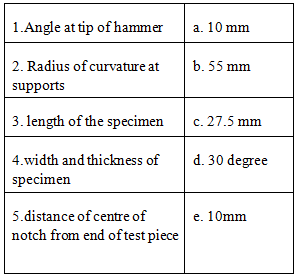 1.Angle at tip of hammer a. 10 mm
2. Radius of curvature at b. 55 mm
supports
3. length of the specimen c. 27.5 mm
4.width and thickness of d. 30 degree
specimen
5.distance of centre of e. 10mm
notch from end of test piece